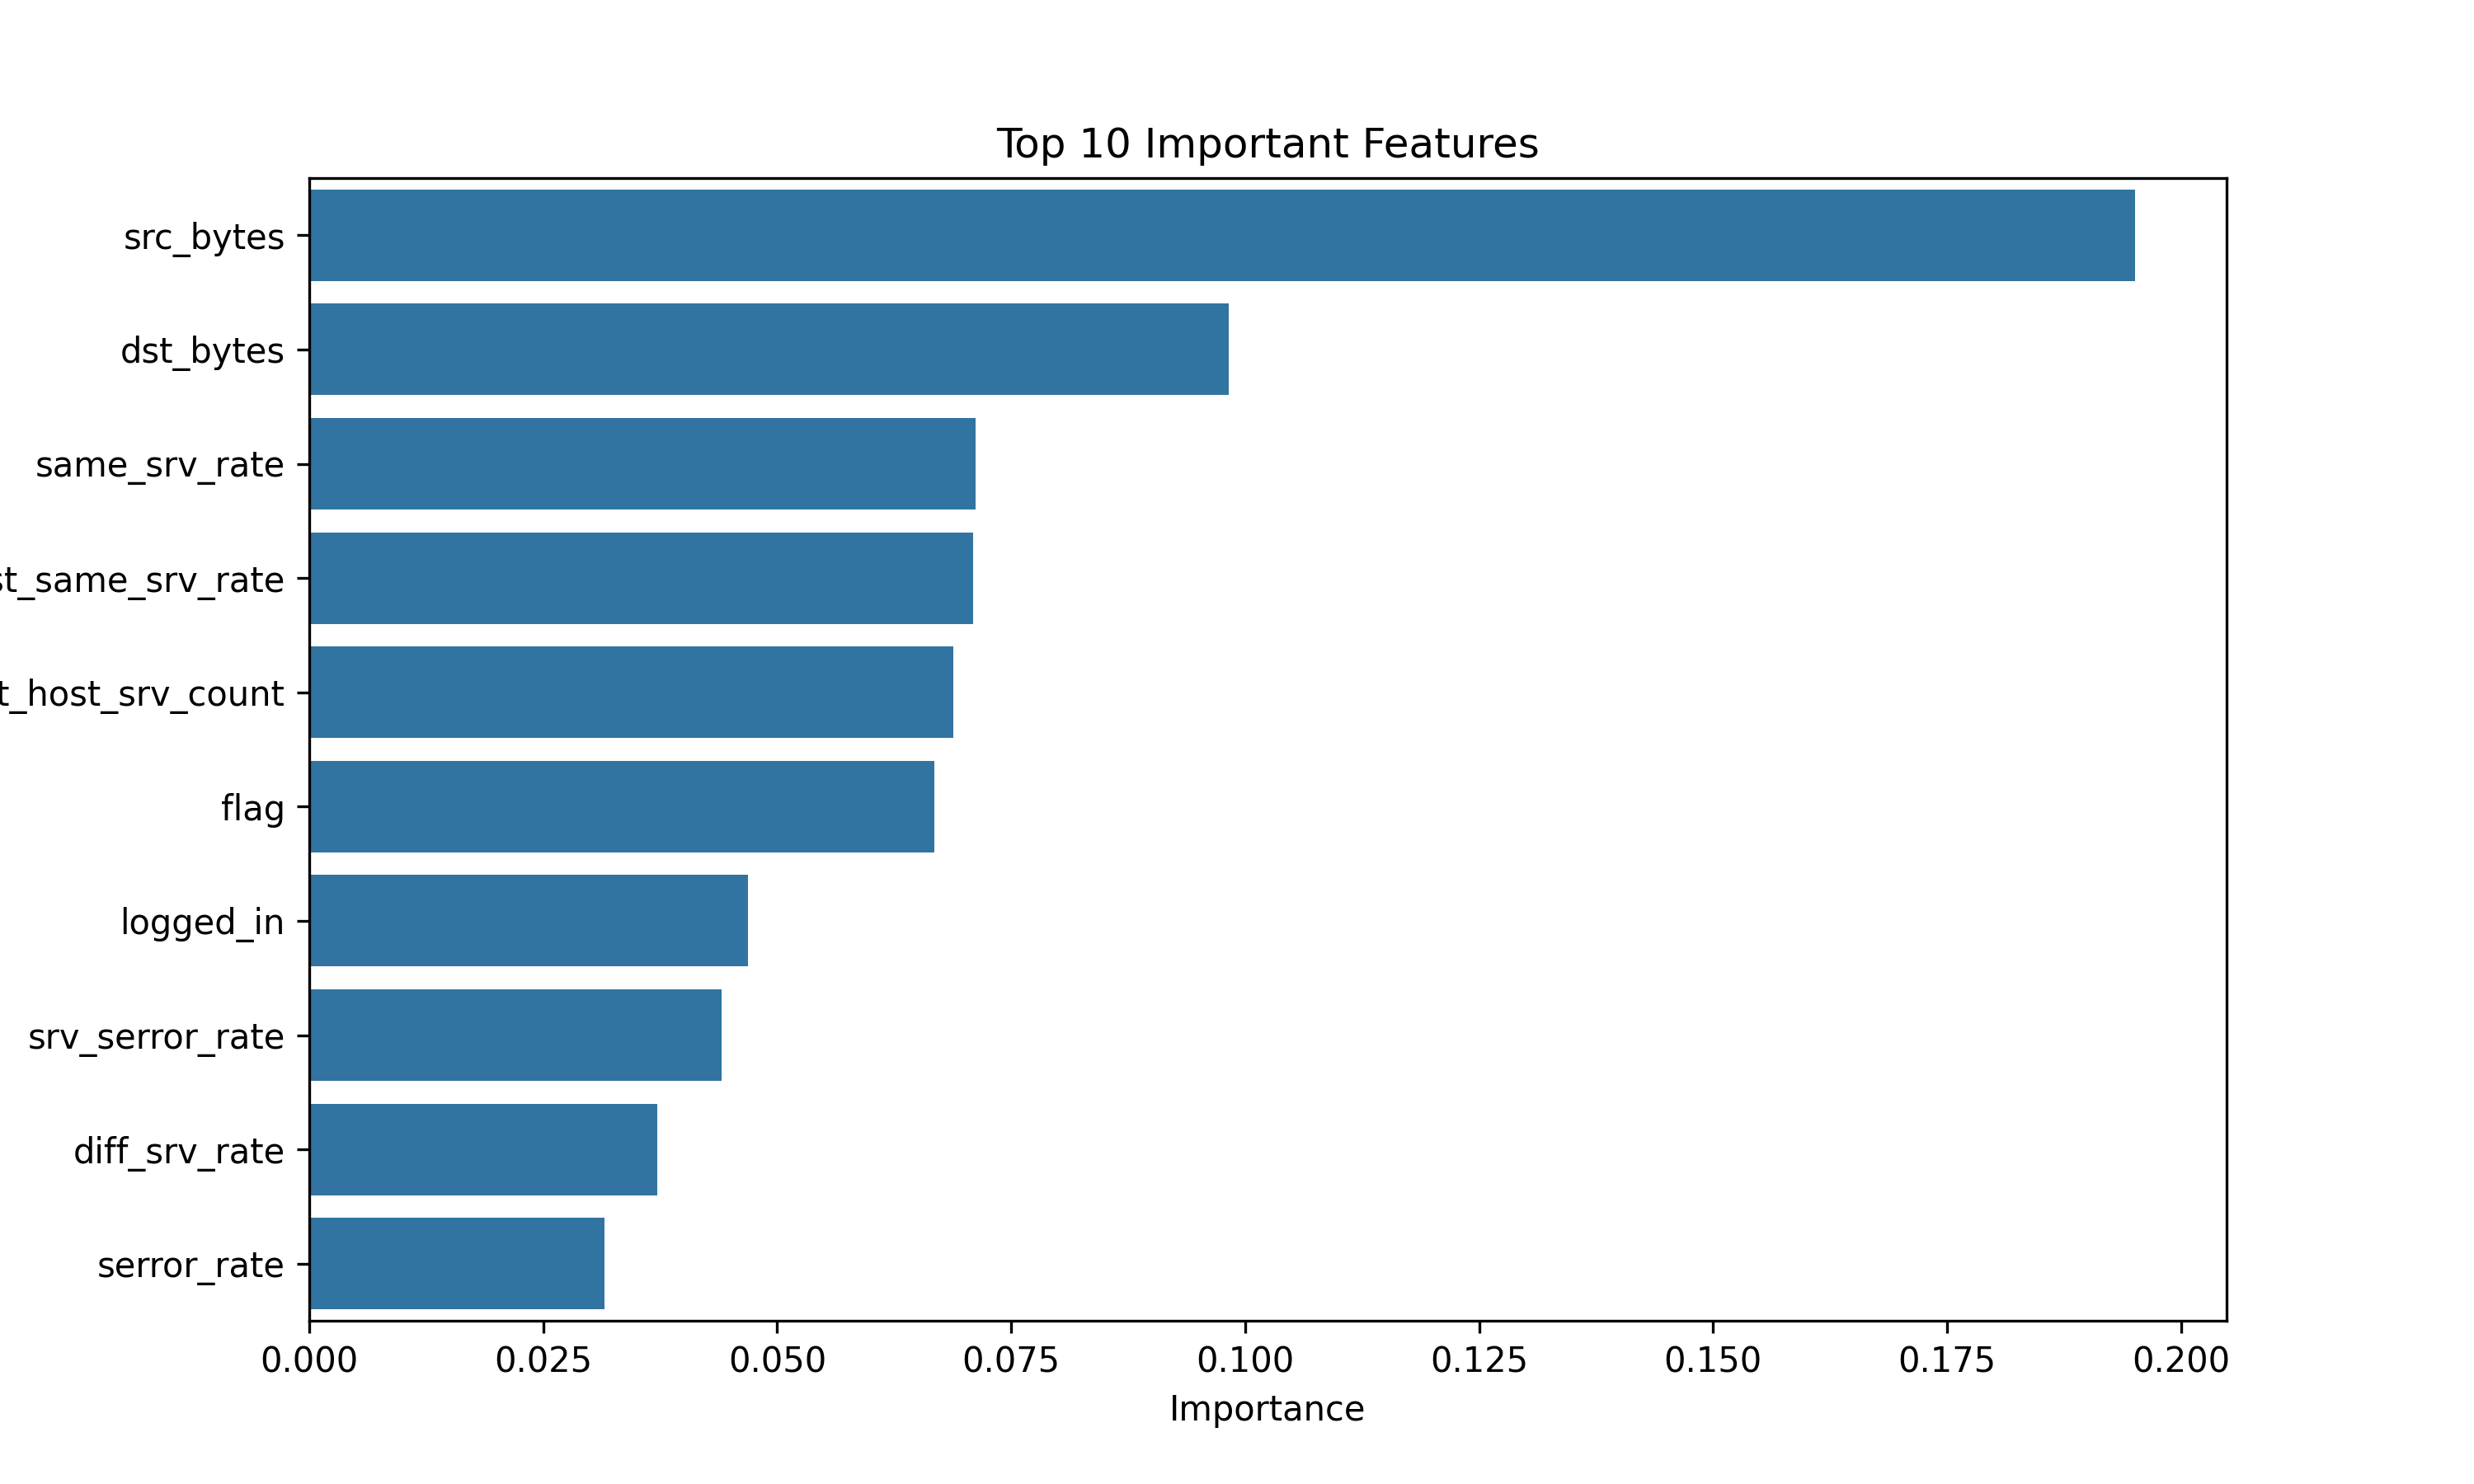 Top 10 Important Features
src_bytes
dst_bytes
same_srv_rate
st_same_srv_rate
t_host_srv_count
flag
logged_in
srv_serror_rate
diff_srv_rate
serror_rate
0.000 0.025 0.050 0.075 0.100 0.125 0.150 0.175 0.200
Importance